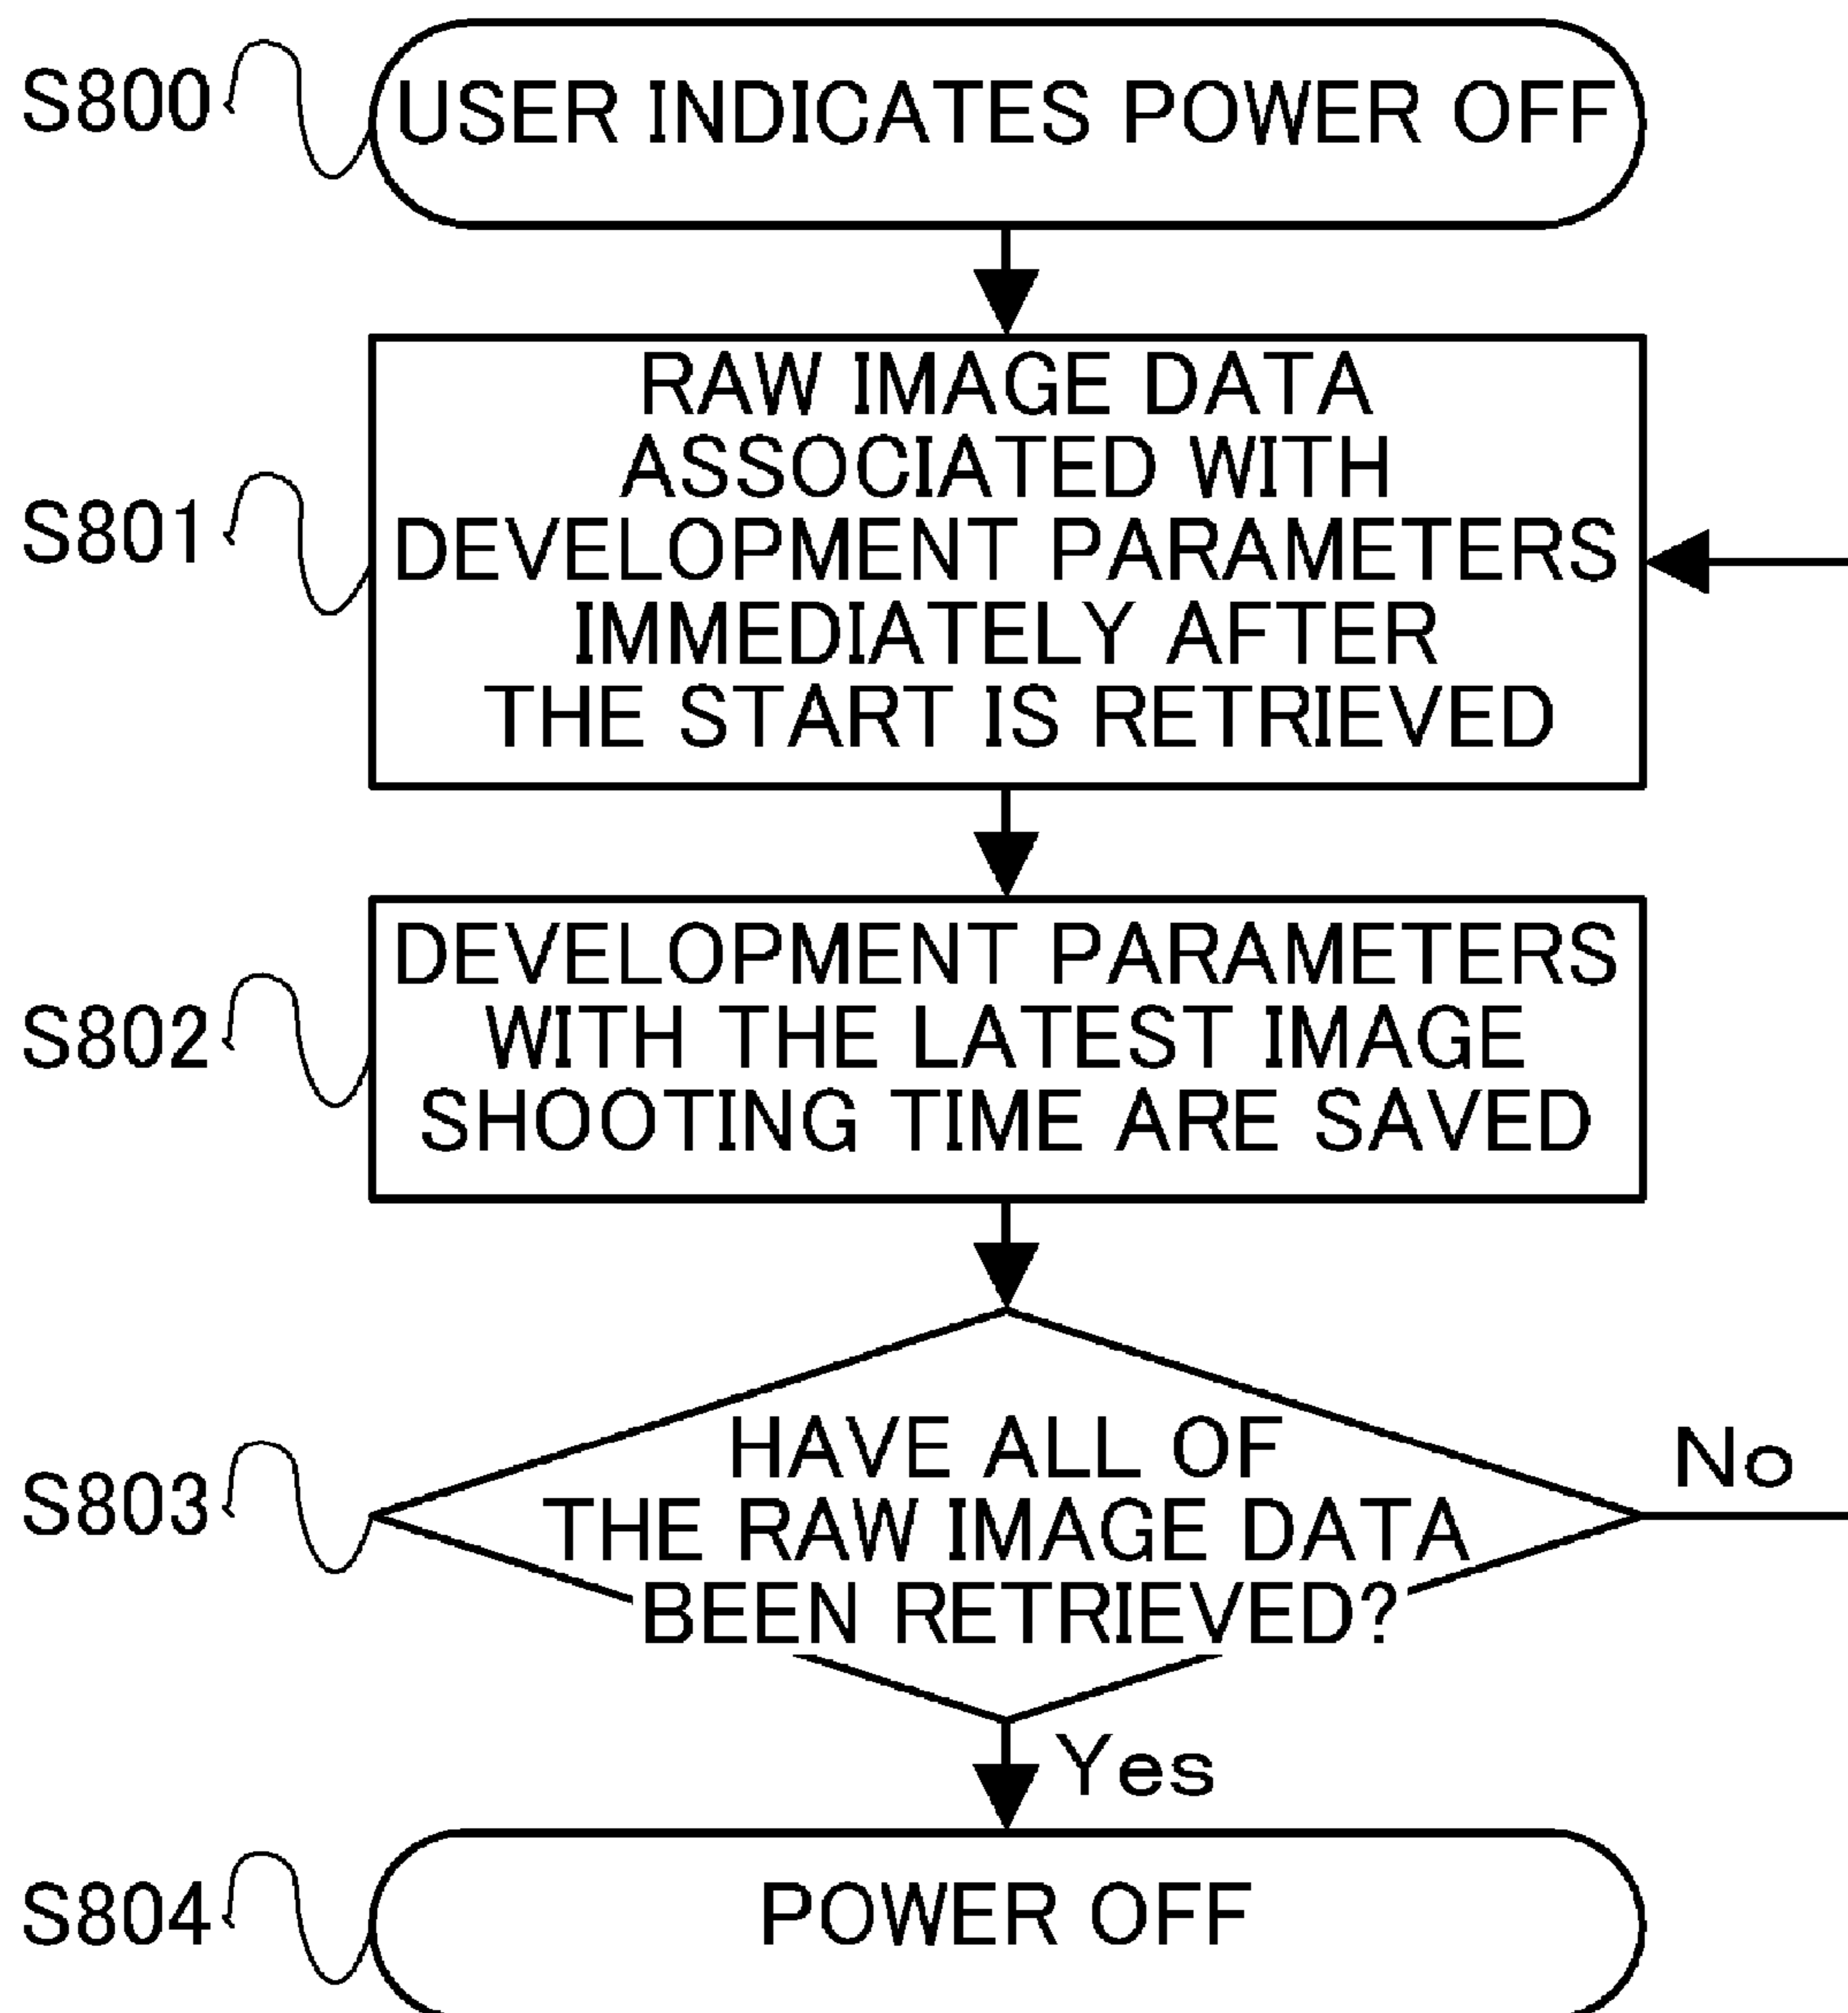 S800
USER INDICATES POWER OFF
S801
RAW IMAGE DATA
ASSOCIATED WITH
DEVELOPMENT PARAMETERS
IMMEDIATELY AFTER
THE START IS RETRIEVED
S802
DEVELOPMENT PARAMETERS
WITH THE LATEST IMAGE
SHOOTING TIME ARE SAVED
S803
HAVE ALL OF
THE RAW IMAGE DATA
BEEN RETRIEVED?
No
Yes
S804
POWER OFF